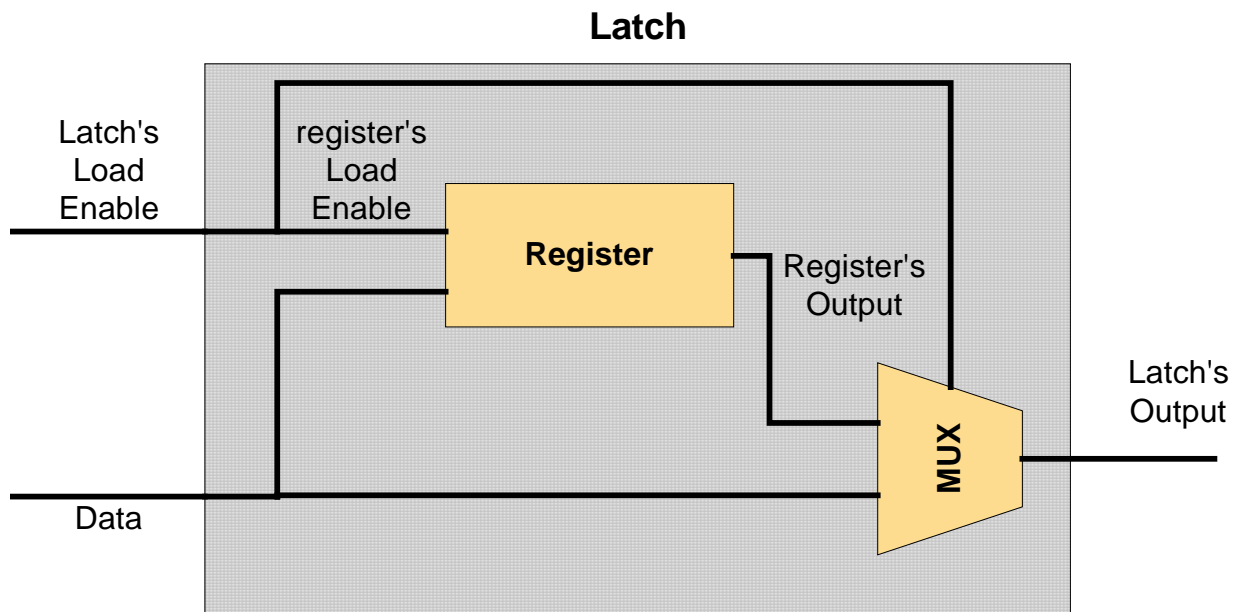 Latch
Latch's
Load
Enable
register's
Load
Enable
Register
Register's
Output
Latch's
Output
MUX
Data